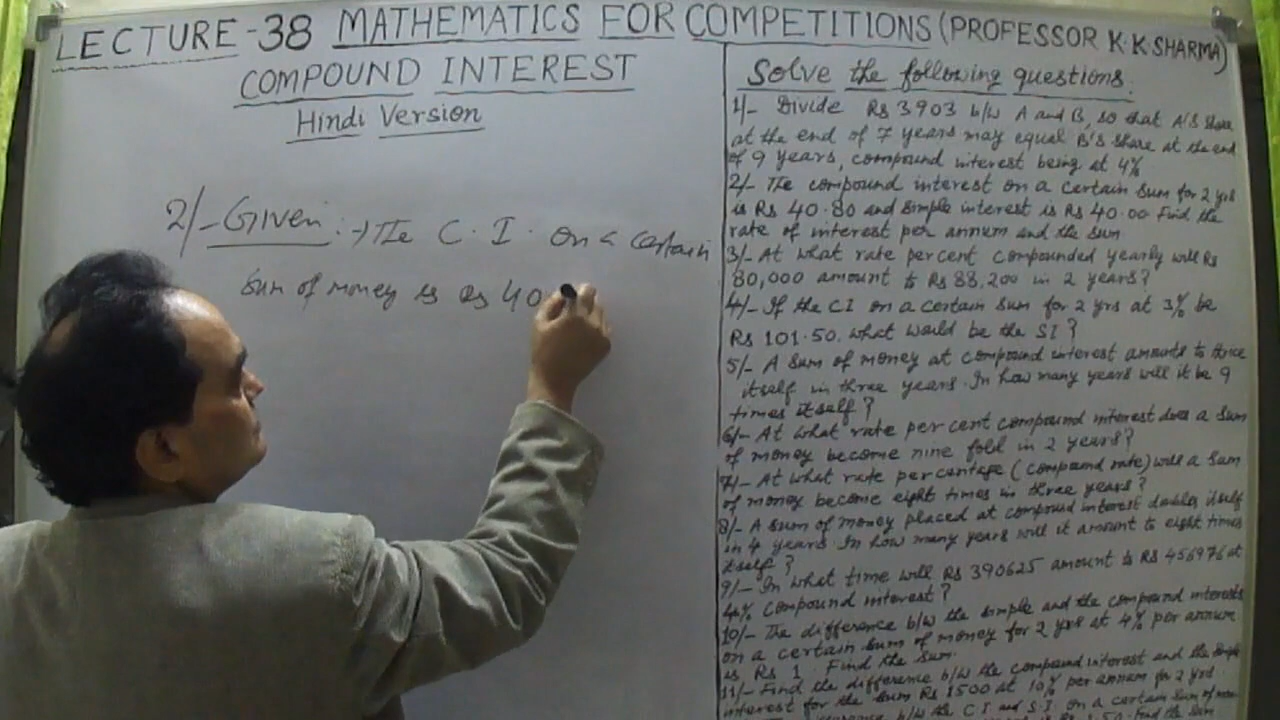 LECTURE-38 MATHEMATICS FOR COMPETITIONS (PROFESSOR K.K.SHARMA)
COMPOUND INTEREST
Hindi Version
2/- Given :→ The C.I. on a certain
Sum of money is Rs 40
Solve the following questions.
1/- Divide Rs 3903 b/w A and B, so that A'S share
at the end of 7 years may equal B'S share at the end
of 9 years, compound interest being at 4%
2/- The compound interest on a certain sum for 2 yrs
is Rs 40.80 and simple interest is Rs 40.00 Find the
rate of interest per annum and the sum
3/- At what rate percent compounded yearly will Rs
80,000 amount to Rs 88,200 in 2 years?
4/- If the CI on a certain sum for 2 yrs at 3% be
Rs 101.50. what would be the SI?
5/- A sum of money at compound interest amounts to thrice
itself in three years. In how many years will it be 9
times itself?
6/- At what rate per cent compound interest does a sum
of money become nine fold in 2 years?
7/- At what rate percentage (compound rate) will a sum
of money become eight times in three years?
8/- A sum of money placed at compound interest doubles itself
in 4 years. In how many years will it amount to eight times
itself?
9/- In what time will Rs 390625 amount to Rs 456976 at
4% compound interest?
10/- The difference b/w the simple and the compound interests
on a certain sum of money for 2 yrs at 4% per annum
is Rs 1. Find the sum.
11/- Find the difference b/w the compound interest and the simple
interest for the sum Rs 1500 at 10% per annum for 2 yrs.
b/w the C.I and S.I. on a certain sum of